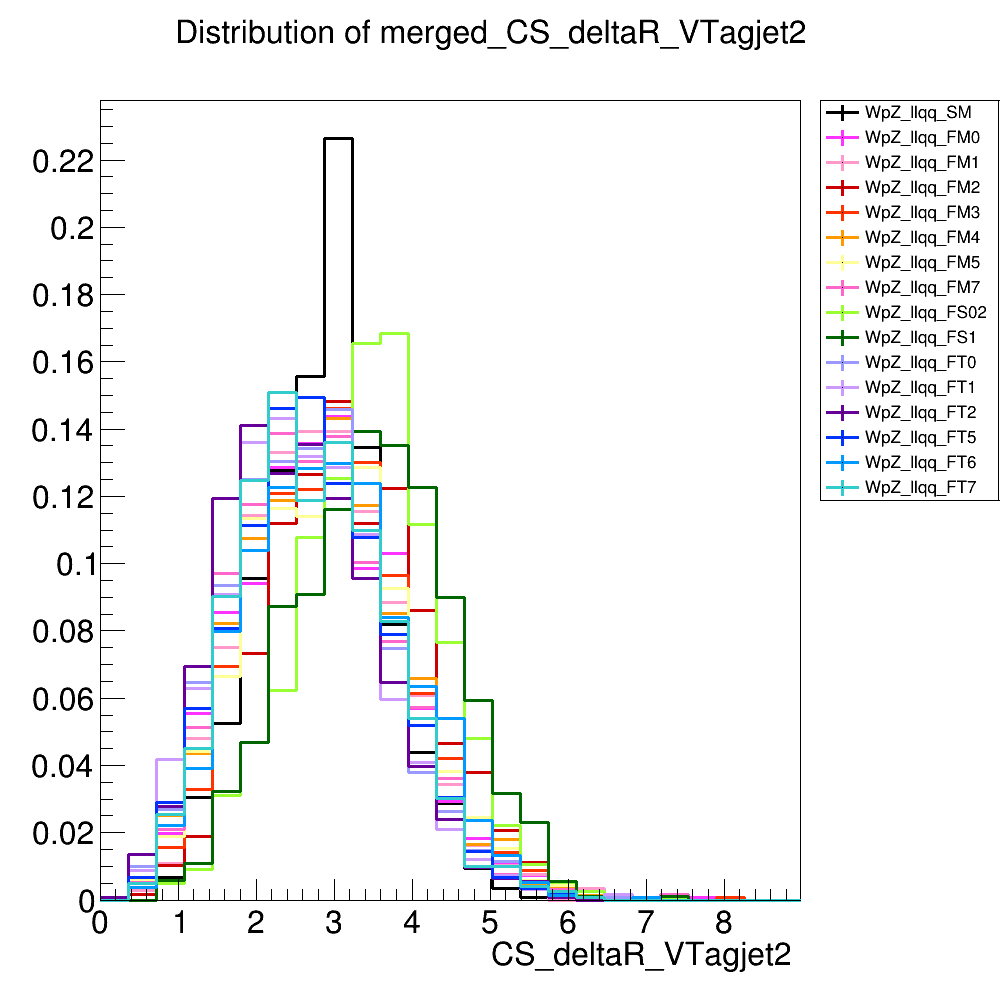 Distribution of merged_CS_deltaR_VTagjet2
WpZ_llqq_SM
WpZ_llqq_FM0
WpZ_llqq_FM1
WpZ_llqq_FM2
WpZ_llqq_FM3
WpZ_llqq_FM4
WpZ_llqq_FM5
WpZ_llqq_FM7
WpZ_llqq_FS02
WpZ_llqq_FS1
WpZ_llqq_FT0
WpZ_llqq_FT1
WpZ_llqq_FT2
WpZ_llqq_FT5
WpZ_llqq_FT6
WpZ_llqq_FT7
0.22
0.2
0.18
0.16
0.14
0.12
0.1
0.08
0.06
0.04
0.02
0
0 1 2 3 4 5 6 7 8
CS_deltaR_VTagjet2